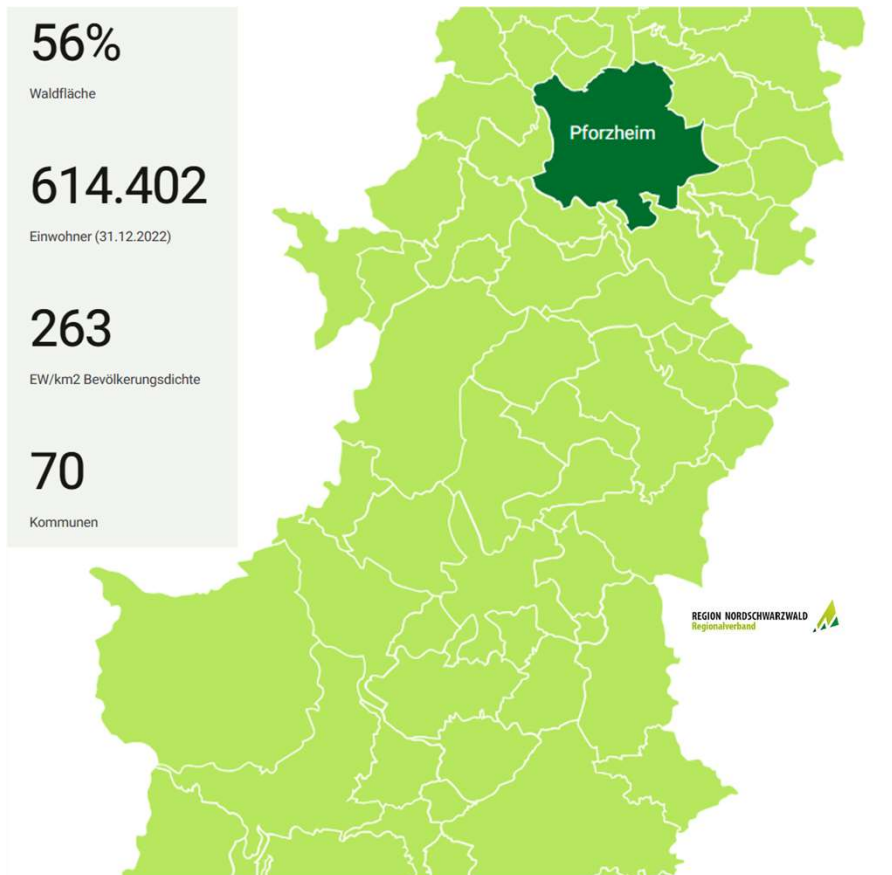 56%
Waldfläche
614.402
Einwohner (31.12.2022)
263
EW/km2 Bevölkerungsdichte
70
Kommunen
Pforzheim
REGION NORDSCHWARZWALD
Regionalverband